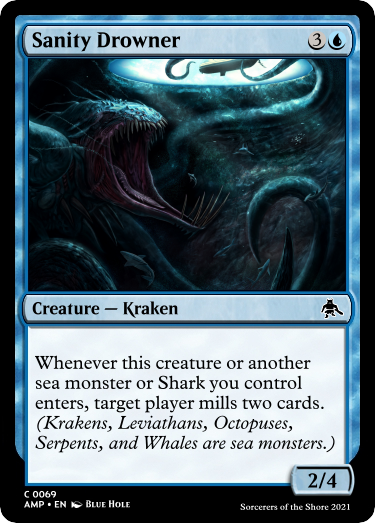 Sanity Drowner 3
Creature — Kraken
Whenever this creature or another
sea monster or Shark you control
enters, target player mills two cards.
(Krakens, Leviathans, Octopuses,
Serpents, and Whales are sea monsters.)
2/4
C 0069
AMP • EN Blue Hole
Sorcerers of the Shore 2021